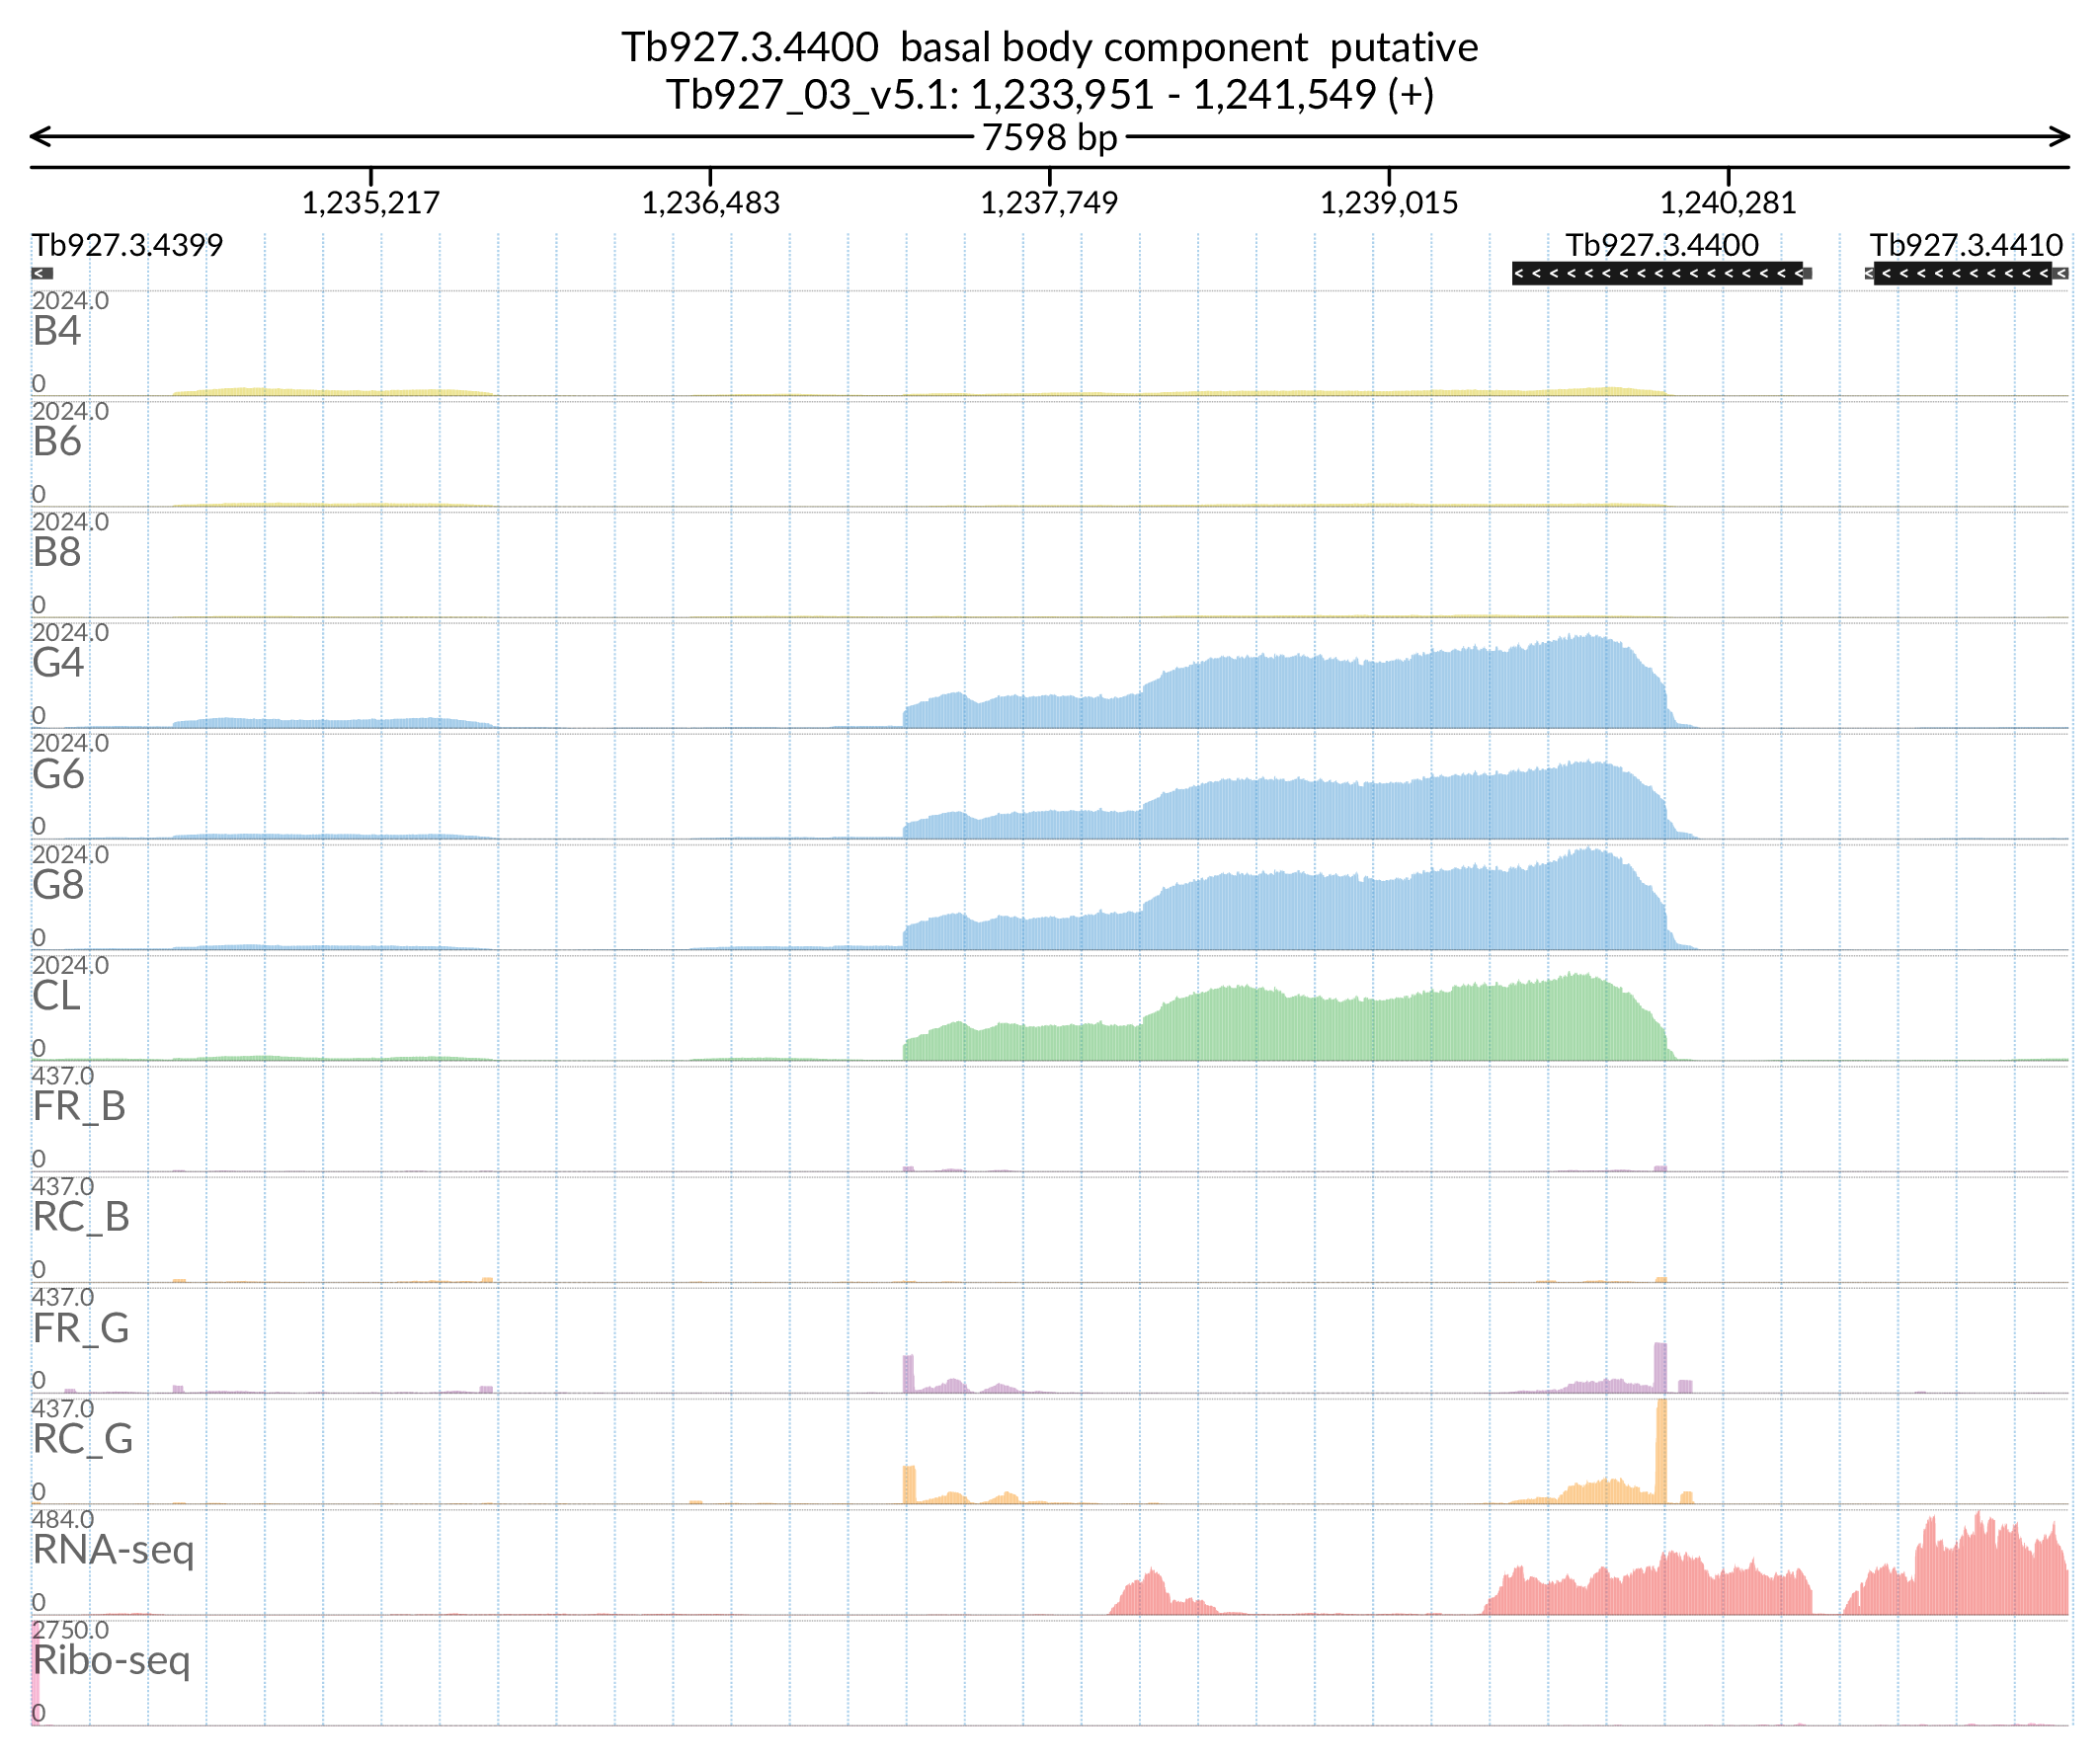 Tb927.3.4400 basal body component putative
Tb927_03_v5.1: 1,233,951 - 1,241,549 (+)
7598 bp
1,235,217 1,236,483 1,237,749 1,239,015 1,240,281
Tb927.3.4399 Tb927.3.4400 Tb927.3.4410
2024.0
B4
0
2024.0
B6
0
2024.0
B8
0
2024.0
G4
0
2024.0
G6
0
2024.0
G8
0
2024.0
CL
0
437.0
FR_B
0
437.0
RC_B
0
437.0
FR_G
0
437.0
RC_G
0
484.0
RNA-seq
0
2750.0
Ribo-seq
0